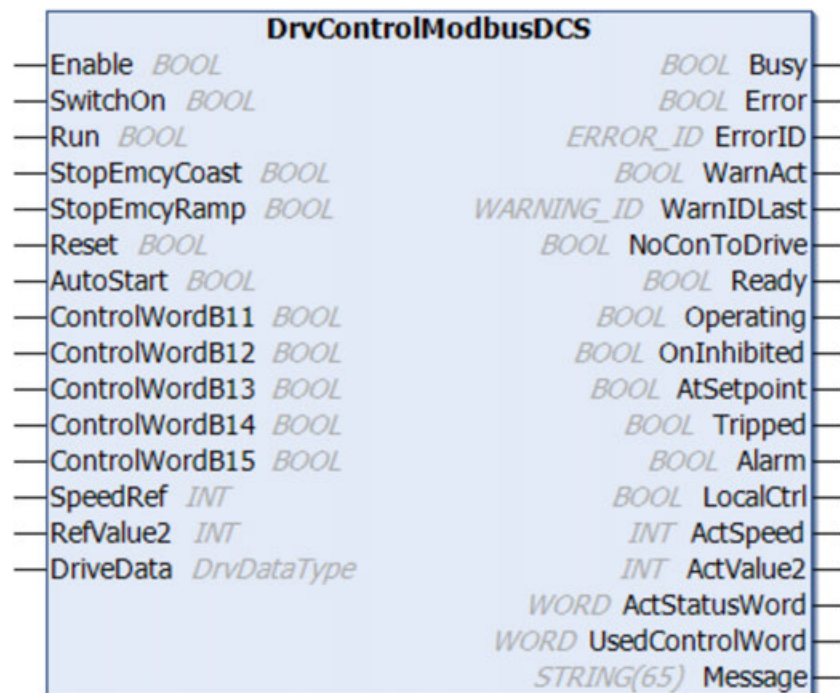 DrvControlModbusDCS
Enable BOOL BOOL Busy
SwitchOn BOOL BOOL Error
Run BOOL ERROR_ID ErrorID
StopEmcyCoast BOOL BOOL WarnAct
StopEmcyRamp BOOL WARNING_ID WarnIDLast
Reset BOOL BOOL NoConToDrive
AutoStart BOOL BOOL Ready
ControlWordB11 BOOL BOOL Operating
ControlWordB12 BOOL BOOL OnInhibited
ControlWordB13 BOOL BOOL AtSetpoint
ControlWordB14 BOOL BOOL Tripped
ControlWordB15 BOOL BOOL Alarm
SpeedRef INT BOOL LocalCtrl
RefValue2 INT INT ActSpeed
DriveData DrvDataType INT ActValue2
WORD ActStatusWord
WORD UsedControlWord
STRING(65) Message